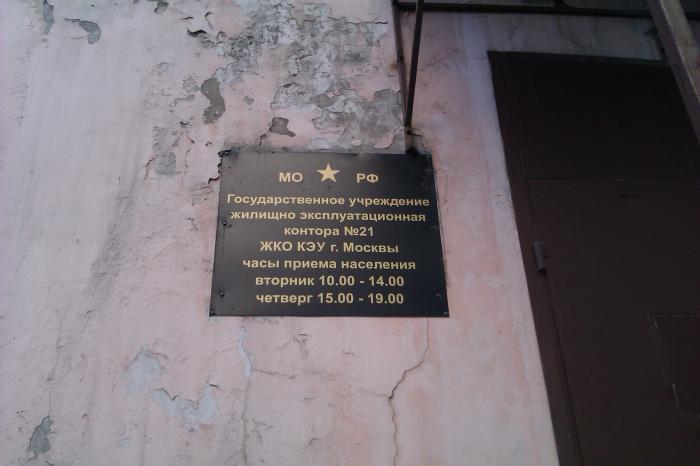 МО РФ
Государственное учреждение
жилищно эксплуатационная
контора №21
ЖКО КЭУ г. Москвы
часы приема населения
вторник 10.00 - 14.00
четверг 15.00 - 19.00